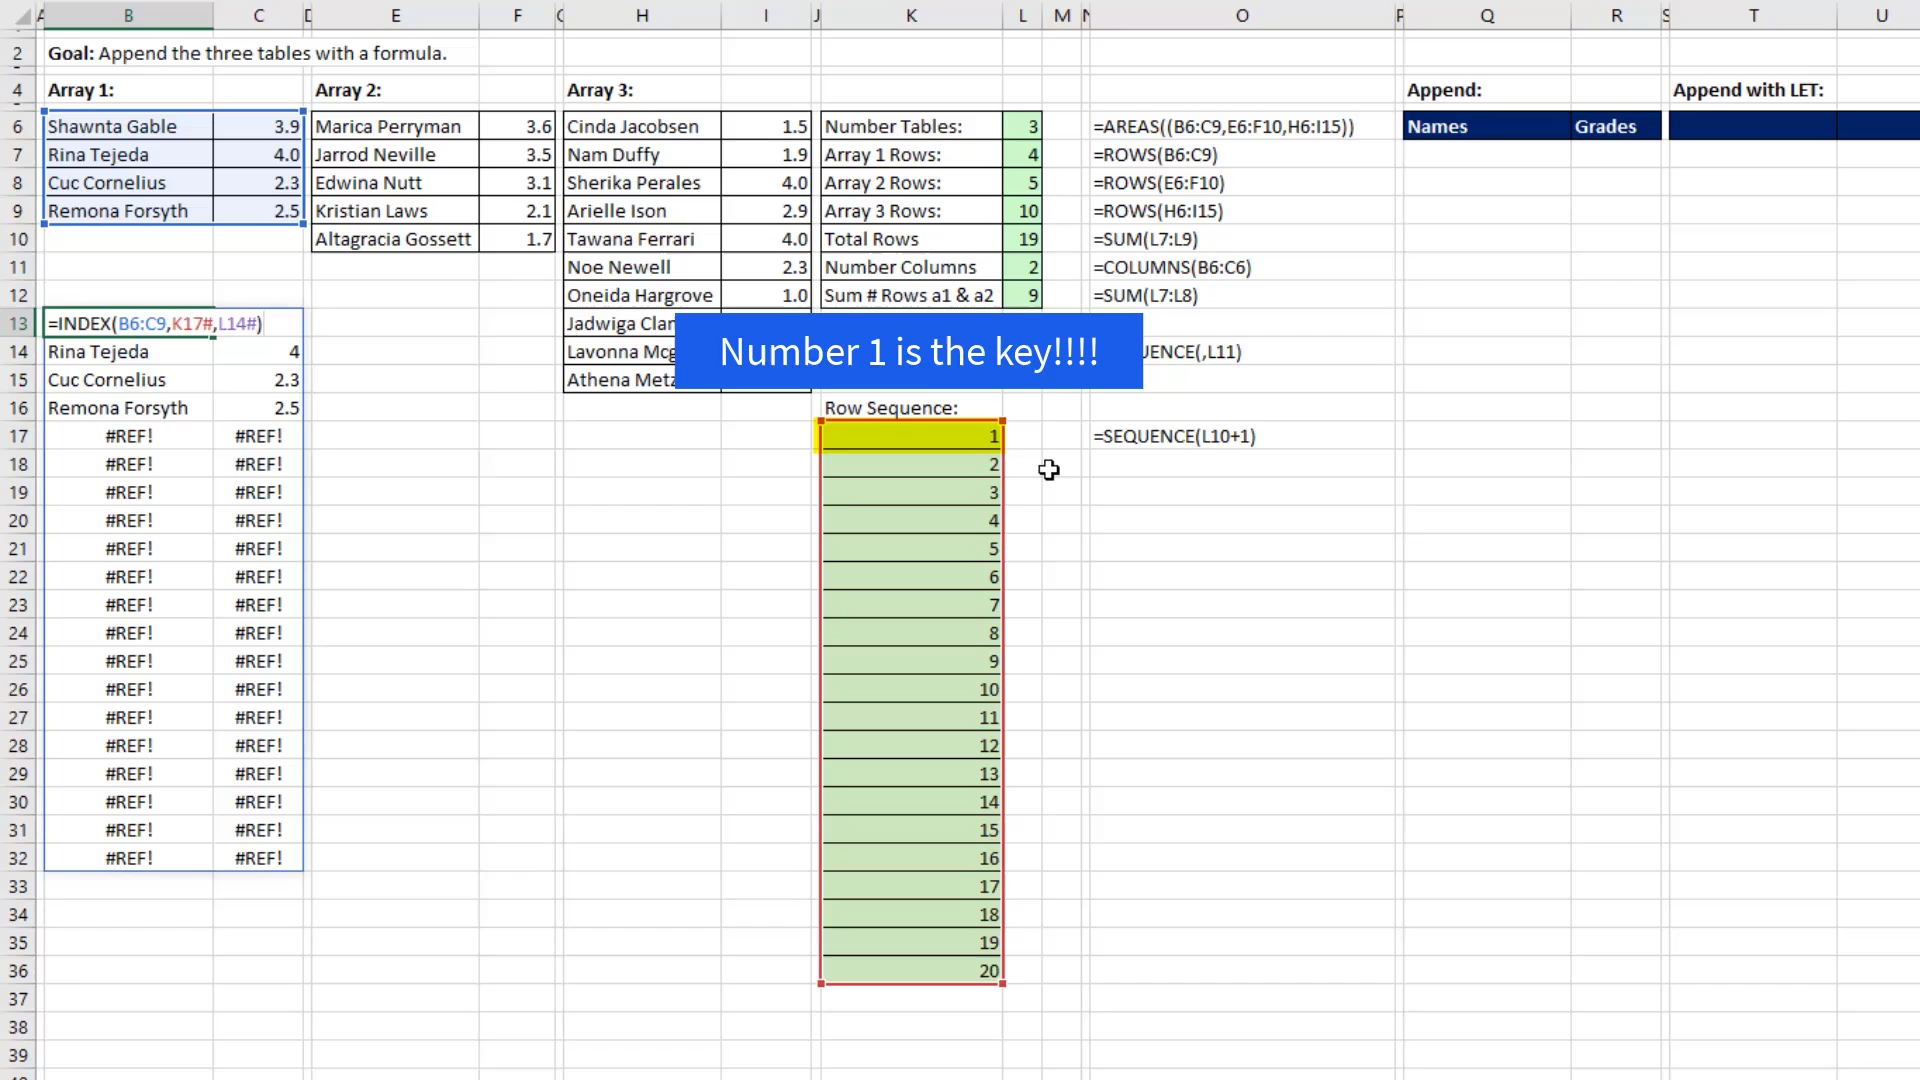 A B C D E F G H I J K L M N O P Q R S T U
2 Goal: Append the three tables with a formula.
4 Array 1: Array 2: Array 3: Append: Append with LET:
6 Shawnta Gable 3.9 Marica Perryman 3.6 Cinda Jacobsen 1.5 Number Tables: 3 =AREAS((B6:C9,E6:F10,H6:I15)) Names Grades
7 Rina Tejeda 4.0 Jarrod Neville 3.5 Nam Duffy 1.9 Array 1 Rows: 4 =ROWS(B6:C9)
8 Cuc Cornelius 2.3 Edwina Nutt 3.1 Sherika Perales 4.0 Array 2 Rows: 5 =ROWS(E6:F10)
9 Remona Forsyth 2.5 Kristian Laws 2.1 Arielle Ison 2.9 Array 3 Rows: 10 =ROWS(H6:I15)
10 Altagracia Gossett 1.7 Tawana Ferrari 4.0 Total Rows 19 =SUM(L7:L9)
11 Noe Newell 2.3 Number Columns 2 =COLUMNS(B6:C6)
12 Oneida Hargrove 1.0 Sum # Rows a1 & a2 9 =SUM(L7:L8)
13 =INDEX(B6:C9,K17#,L14#) Jadwiga
14 Rina Tejeda 4 Lavonna Number 1 is the key!!!! UENCE(,L11)
15 Cuc Cornelius 2.3 Athena
16 Remona Forsyth 2.5 Row Sequence:
17 #REF! #REF! 1 =SEQUENCE(L10+1)
18 #REF! #REF! 2
19 #REF! #REF! 3
20 #REF! #REF! 4
21 #REF! #REF! 5
22 #REF! #REF! 6
23 #REF! #REF! 7
24 #REF! #REF! 8
25 #REF! #REF! 9
26 #REF! #REF! 10
27 #REF! #REF! 11
28 #REF! #REF! 12
29 #REF! #REF! 13
30 #REF! #REF! 14
31 #REF! #REF! 15
32 #REF! #REF! 16
33 17
34 18
35 19
36 20
37
38
39